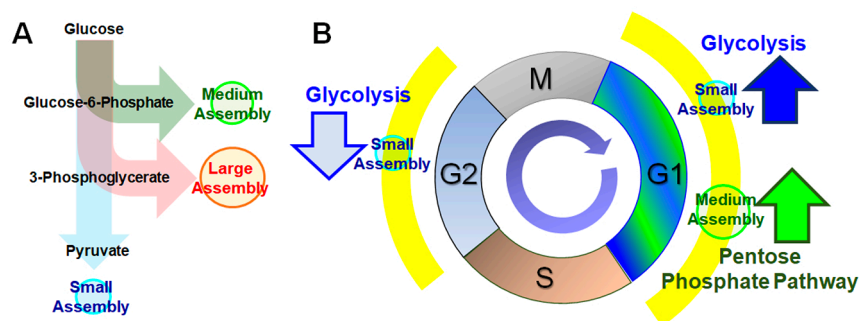 A
Glucose
Glucose-6-Phosphate
Medium
Assembly
3-Phosphoglycerate
Large
Assembly
Pyruvate
Small
Assembly
B
Glycolysis
Small
Assembly
M
G1
S
G2
Glycolysis
Small
Assembly
Medium
Assembly
Pentose
Phosphate Pathway